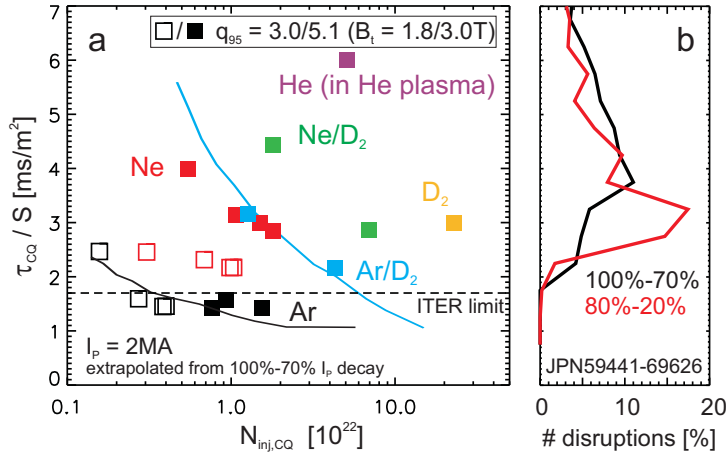 a
□/■ q95 = 3.0/5.1 (Bt = 1.8/3.0T)
He (in He plasma)
Ne/D2
Ne
D2
Ar/D2
ITER limit
Ar
IP = 2MA
extrapolated from 100%-70% IP decay
τCQ / S [ms/m²]
7
6
5
4
3
2
1
0
0.1
1.0
10.0
Ninj,CQ [10²²]
b
100%-70%
80%-20%
JPN59441-69626
0
10
20
# disruptions [%]